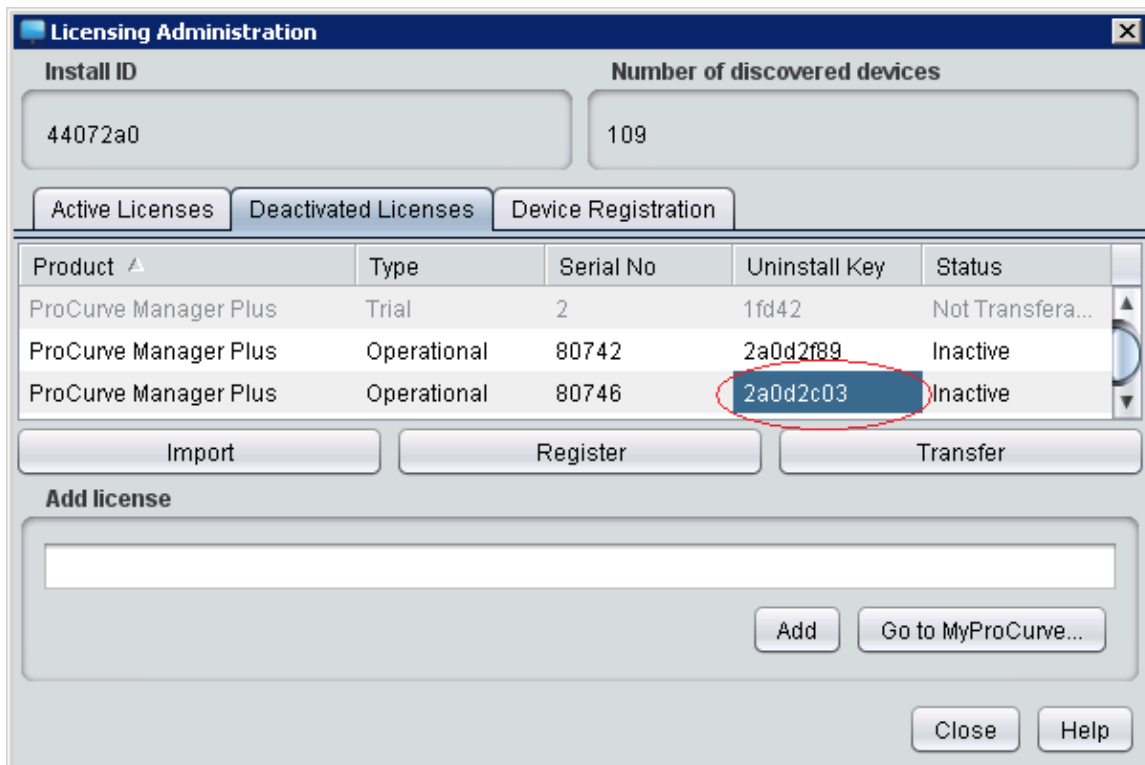 Licensing Administration
Install ID Number of discovered devices
44072a0 109
Active Licenses Deactivated Licenses Device Registration
Product Type Serial No Uninstall Key Status
ProCurve Manager Plus Trial 2 1fd42 Not Transfera...
ProCurve Manager Plus Operational 80742 2a0d2f89 Inactive
ProCurve Manager Plus Operational 80746 2a0d2c03 Inactive
Import Register Transfer
Add license
Add Go to MyProCurve...
Close Help